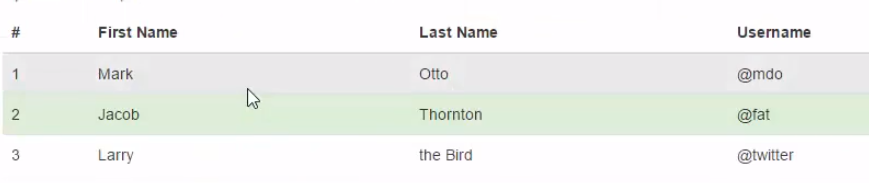 # First Name Last Name Username
1 Mark Otto @mdo
2 Jacob Thornton @fat
3 Larry the Bird @twitter